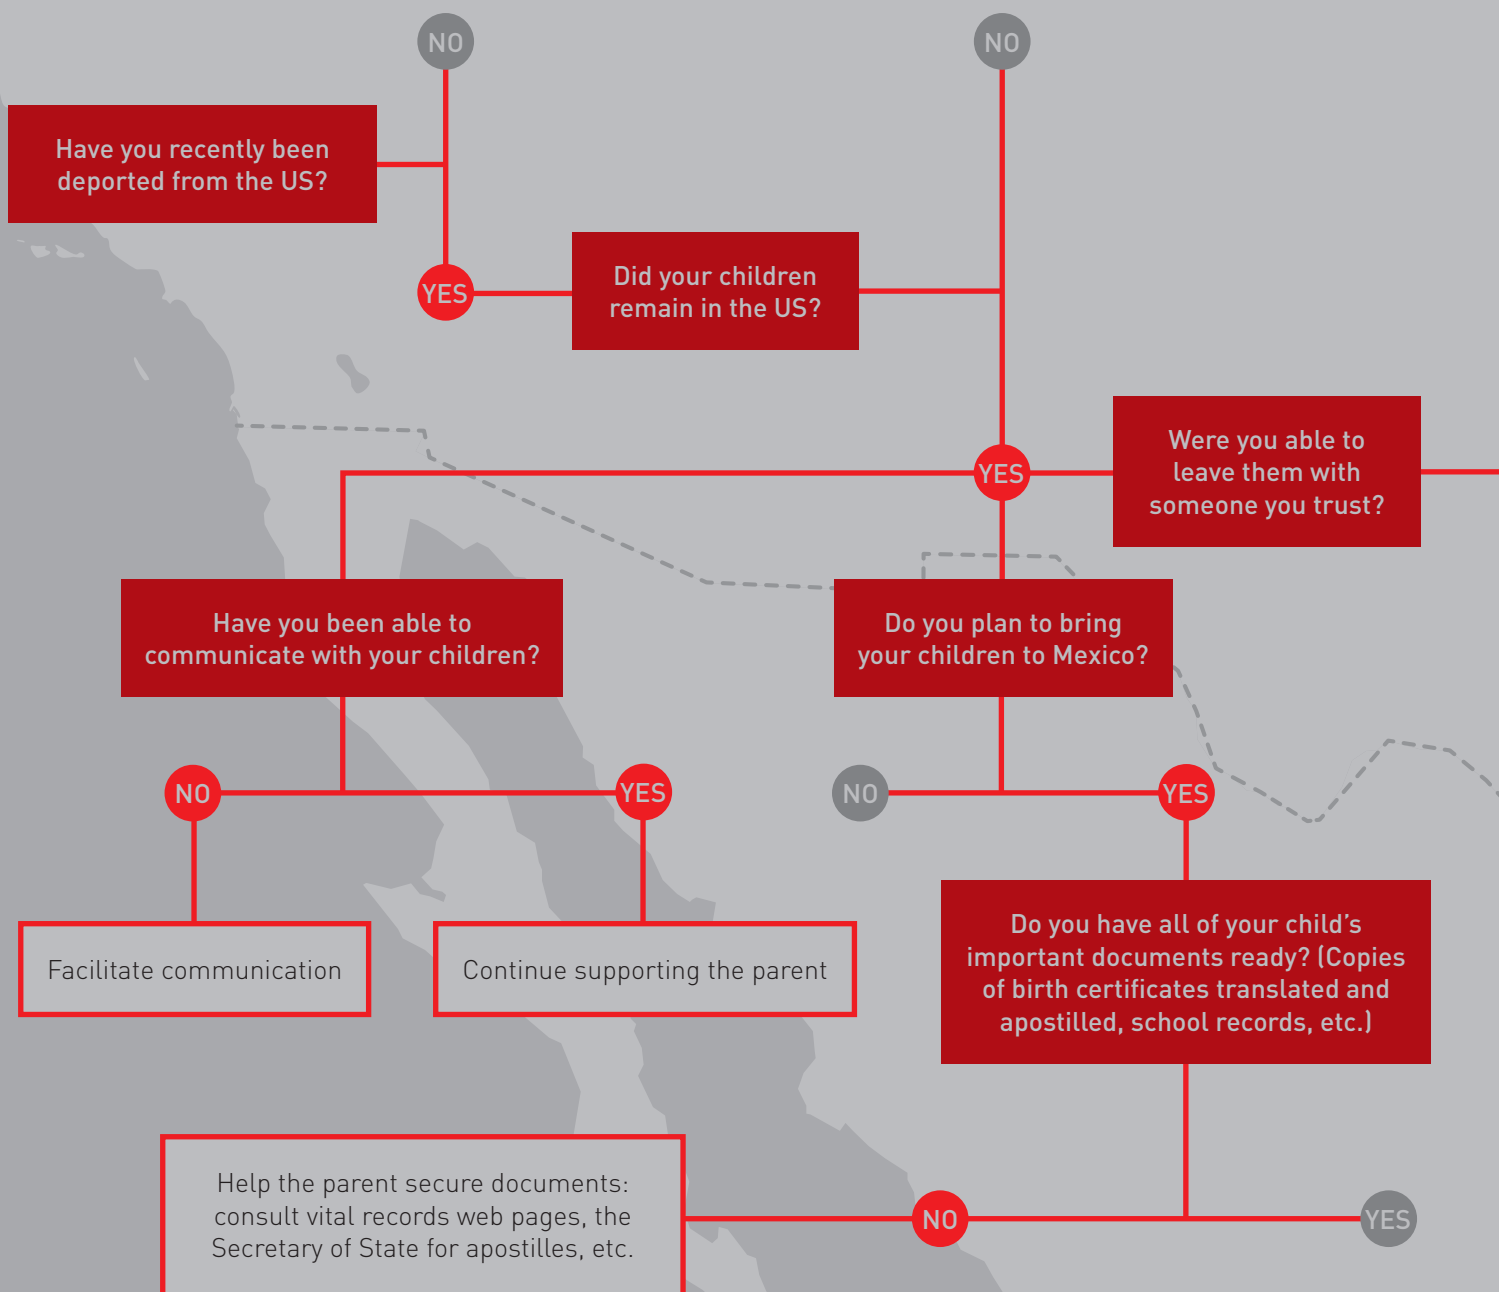 NO
NO
Have you recently been
deported from the US?
YES
Did your children
remain in the US?
YES
Were you able to
leave them with
someone you trust?
Have you been able to
communicate with your children?
Do you plan to bring
your children to Mexico?
NO
YES
NO
YES
Facilitate communication
Continue supporting the parent
Do you have all of your child’s
important documents ready? (Copies
of birth certificates translated and
apostilled, school records, etc.)
Help the parent secure documents:
consult vital records web pages, the
Secretary of State for apostilles, etc.
NO
YES